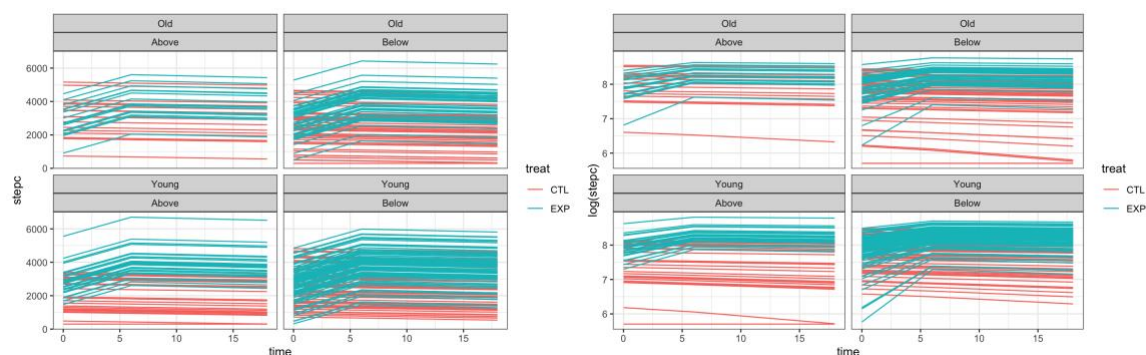 Old
Old
Above
Below
6000
4000
2000
0
Young
Young
Above
Below
6000
4000
2000
0
0
5
10
15
0
5
10
15
time
stepc
treat
CTL
EXP
Old
Old
Above
Below
8
7
6
Young
Young
Above
Below
8
7
6
0
5
10
15
0
5
10
15
time
log(stepc)
treat
CTL
EXP